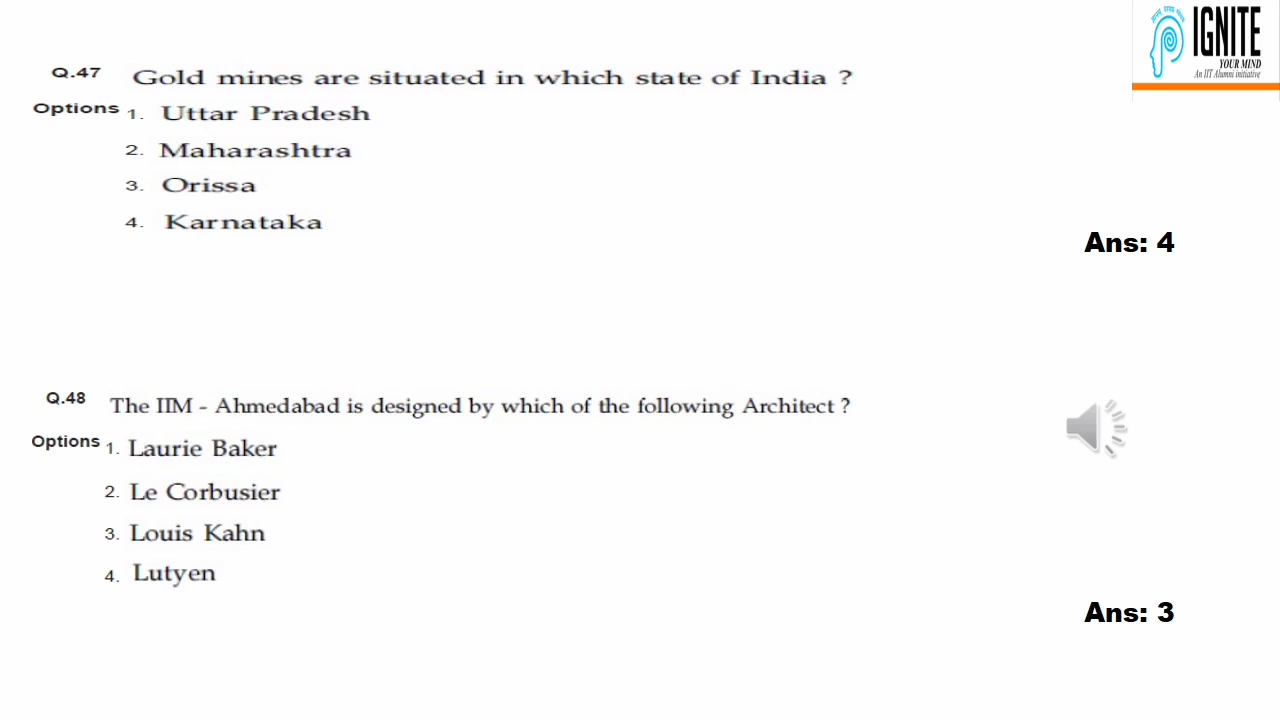 IGNITE
YOUR MIND
An IIT Alumni initiative
Q.47 Gold mines are situated in which state of India ?
Options 1. Uttar Pradesh
2. Maharashtra
3. Orissa
4. Karnataka
Ans: 4
Q.48 The IIM - Ahmedabad is designed by which of the following Architect ?
Options 1. Laurie Baker
2. Le Corbusier
3. Louis Kahn
4. Lutyen
Ans: 3